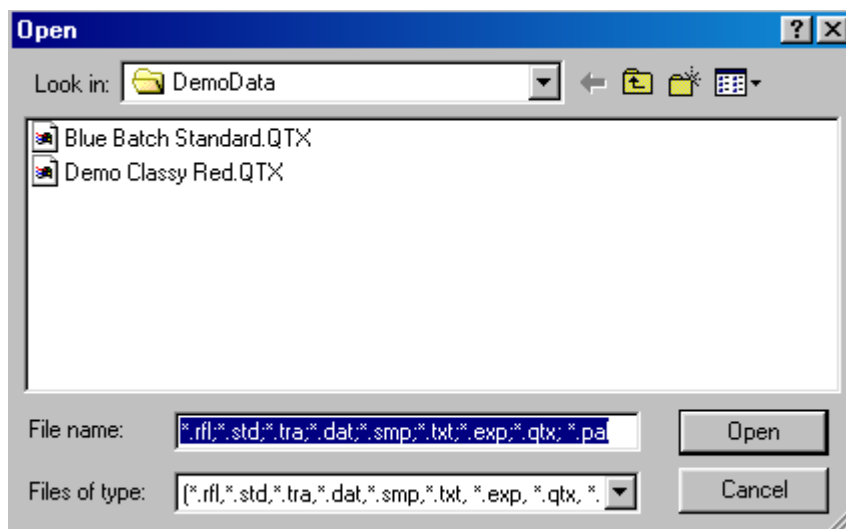 Open
Look in: DemoData
Blue Batch Standard.QTX
Demo Classy Red.QTX
File name: *.rfl;*.std;*.tra;*.dat;*.smp;*.txt;*.exp;*.qtx; *.pal Open
Files of type: (*.rfl,*.std,*.tra,*.dat,*.smp,*.txt, *.exp, *.qtx, *. Cancel